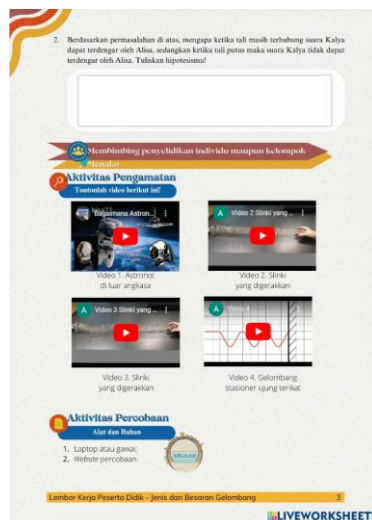 2. Berdasarkan permasalahan di atas, mengapa ketika tali masih terhubung suara Kalya
dapat terdengar oleh Alisa, sedangkan ketika tali putus maka suara Kalya tidak dapat
terdengar oleh Alisa. Tuliskan hipotesismu!
Membimbing penyelidikan individu maupun kelompok
Menalar
Aktivitas Pengamatan
Tontonlah video berikut ini!
Bagaimana Astron...
A Video 2 Slinki yang ...
Video 1. Astronot
di luar angkasa
Video 2. Slinki
yang digerakkan
A Video 3 Slinki yang ...
A Video 4
Video 3. Slinki
yang digerakkan
Video 4. Gelombang
stasioner ujung terikat
Aktivitas Percobaan
Alat dan Bahan
1. Laptop atau gawai;
2. Website percobaan.
Lembar Kerja Peserta Didik - Jenis dan Besaran Gelombang 3
LIVEWORKSHEET